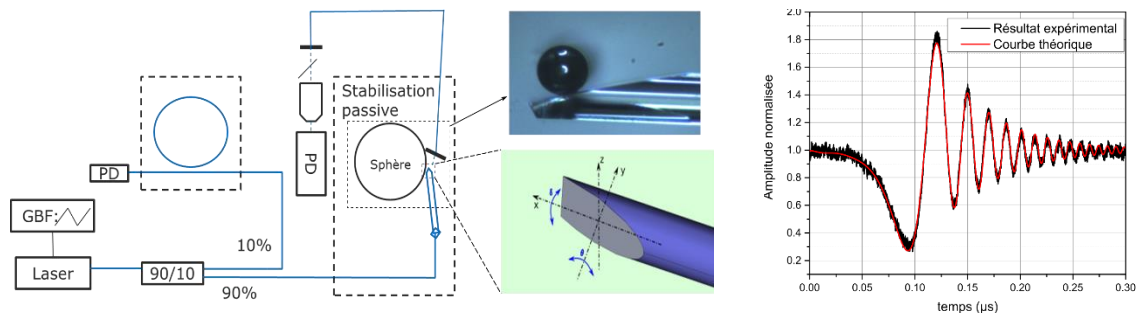 Stabilisation
passive
Sphère
PD
PD
GBF:
Laser
90/10
10%
90%
z
y
x
θ
Résultat expérimental
Courbe théorique
Amplitude normalisée
2.0
1.8
1.6
1.4
1.2
1.0
0.8
0.6
0.4
0.2
0.00
0.05
0.10
0.15
0.20
0.25
0.30
temps (µs)